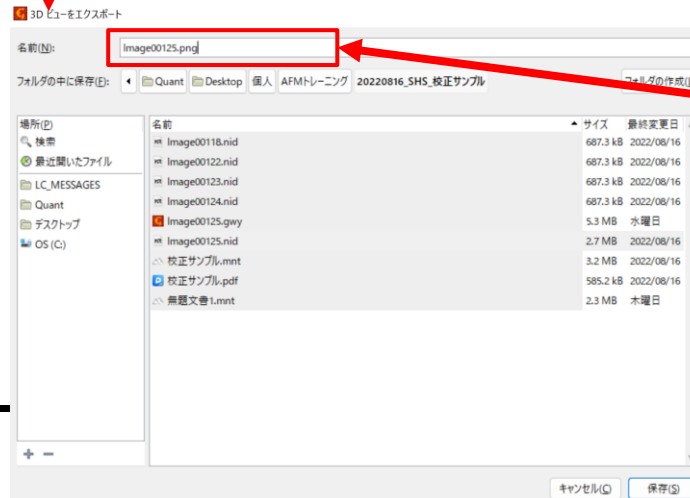 3D ビューをエクスポート
名前(N): Image00125.png
フォルダの中に保存(F): Quant Desktop 個人 AFMトレーニング 20220816_SHS_校正サンプル フォルダの作成(
場所(P) 名前 サイズ 最終変更日
検索 Image00118.nid 687.3 kB 2022/08/16
最近開いたファイル Image00122.nid 687.3 kB 2022/08/16
Image00123.nid 687.3 kB 2022/08/16
LC_MESSAGES Image00124.nid 687.3 kB 2022/08/16
Quant Image00125.gwy 5.3 MB 水曜日
デスクトップ Image00125.nid 2.7 MB 2022/08/16
OS (C:) 校正サンプル.mnt 3.2 MB 2022/08/16
校正サンプル.pdf 585.2 kB 2022/08/16
無題文書1.mnt 2.3 MB 木曜日
キャンセル(C) 保存(S)